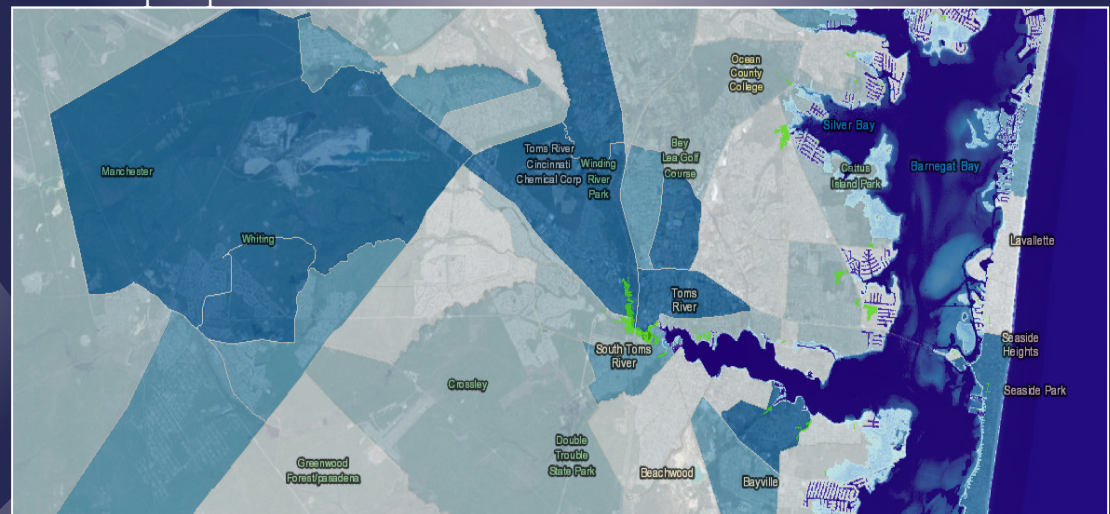 Ocean
County
College
Silver Bay
Toms River
Cincinnati
Chemical Corp
Winding
River
Park
Bey
Lea Golf
Course
Cattus
Island Park
Barnegat Bay
Manchester
Whiting
Lavallette
Toms
River
Seaside
Heights
South Toms
River
Crossley
Seaside Park
Double
Trouble
State Park
Greenwood
Forest/pasadena
Beachwood
Bayville